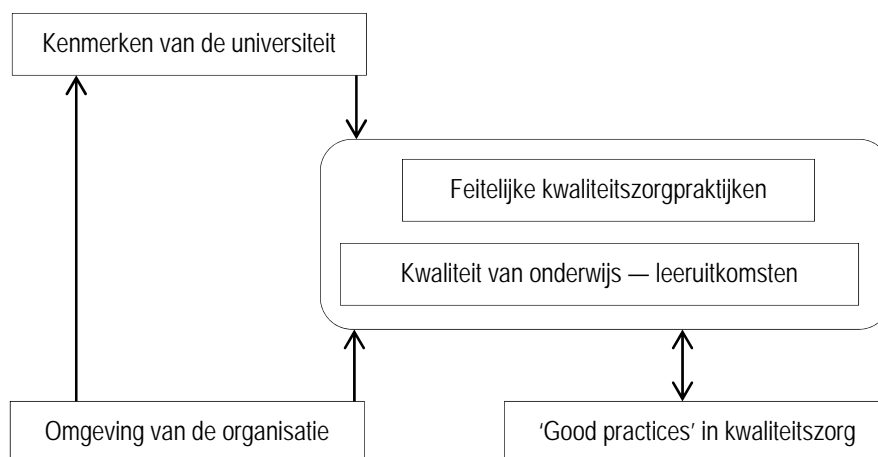 Kenmerken van de universiteit
Feitelijke kwaliteitszorgpraktijken
Kwaliteit van onderwijs — leeruitkomsten
Omgeving van de organisatie
‘Good practices’ in kwaliteitszorg